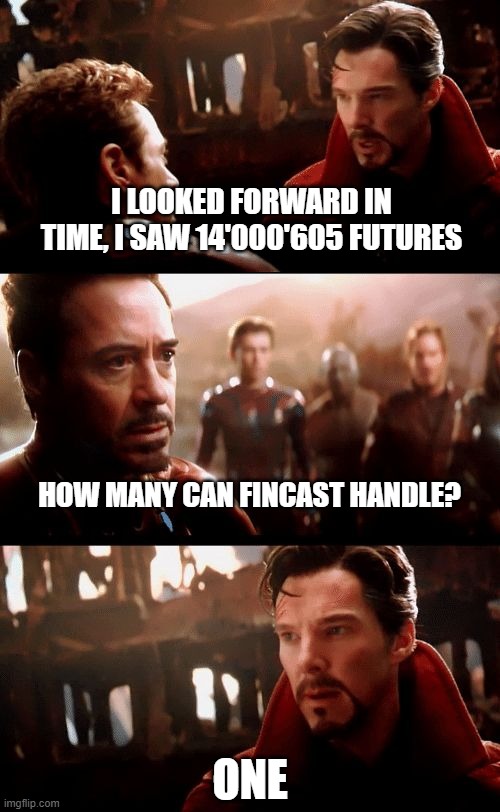 I LOOKED FORWARD IN
TIME, I SAW 14'000'605 FUTURES
HOW MANY CAN FINCAST HANDLE?
ONE
imgflip.com